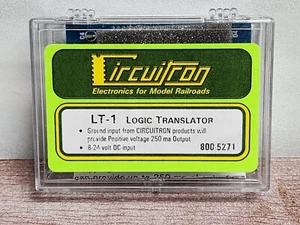 Circuitron
Electronics for Model Railroads
LT-1 LOGIC TRANSLATOR
• Ground input from CIRCUITRON products will
provide Positive voltage 250 ma Output
• 8-24 volt DC input
800-5271